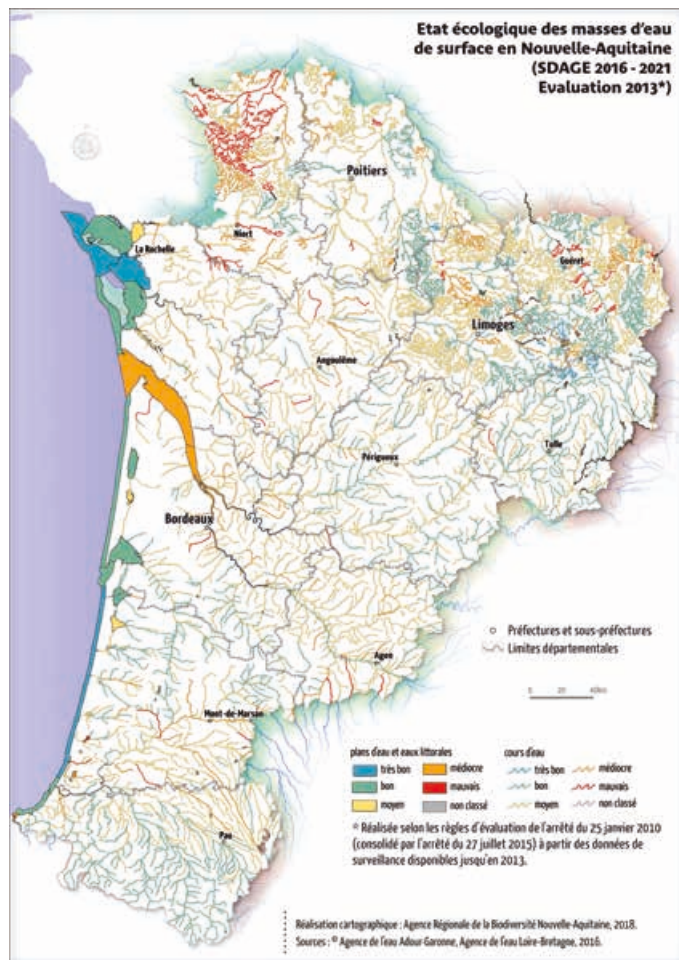 Etat écologique des masses d'eau
de surface en Nouvelle-Aquitaine
(SDAGE 2016 - 2021
Evaluation 2013*)
Poitiers
Niort
La Rochelle
Guéret
Limoges
Angoulême
Tulle
Périgueux
Bordeaux
Agen
Mont-de-Marsan
Pau
Préfectures et sous-préfectures
Limites départementales
0 20 40km
plans d'eau et eaux littorales
très bon
bon
moyen
médiocre
mauvais
non classé
cours d'eau
très bon
bon
moyen
médiocre
mauvais
non classé
* Réalisée selon les règles d'évaluation de l'arrêté du 25 janvier 2010
(consolidé par l'arrêté du 27 juillet 2015) à partir des données de
surveillance disponibles jusqu'en 2013.
Réalisation cartographique : Agence Régionale de la Biodiversité Nouvelle-Aquitaine, 2018.
Sources : © Agence de l'eau Adour-Garonne, Agence de l'eau Loire-Bretagne, 2016.